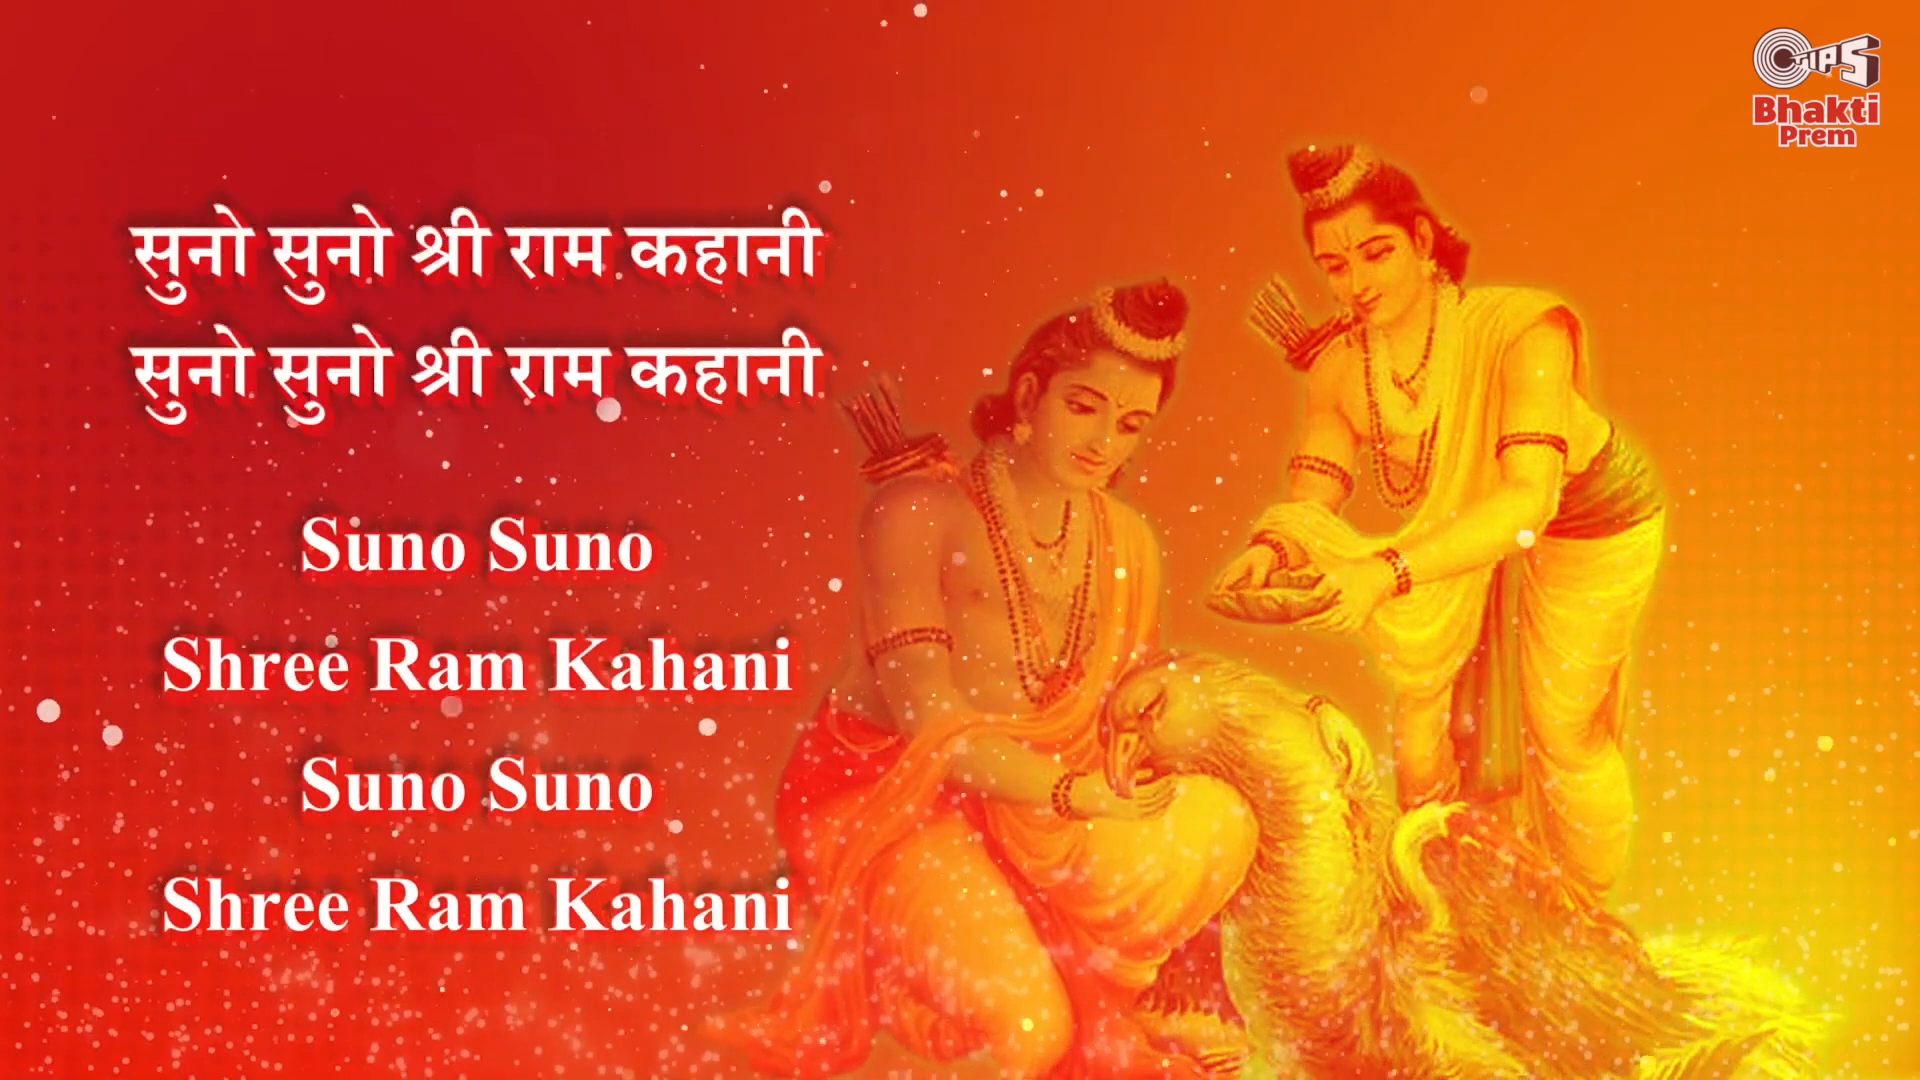 सुनो सुनो श्री राम कहानी
सुनो सुनो श्री राम कहानी
Suno Suno
Shree Ram Kahani
Suno Suno
Shree Ram Kahani
TIPS
Bhakti
Prem